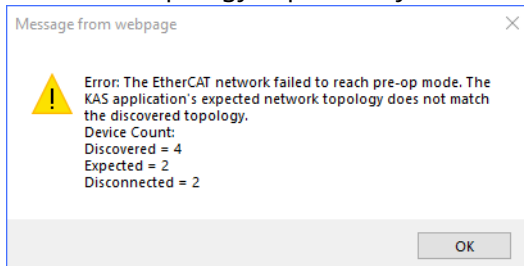 Message from webpage
Error: The EtherCAT network failed to reach pre-op mode. The
KAS application's expected network topology does not match
the discovered topology.
Device Count:
Discovered = 4
Expected = 2
Disconnected = 2
OK